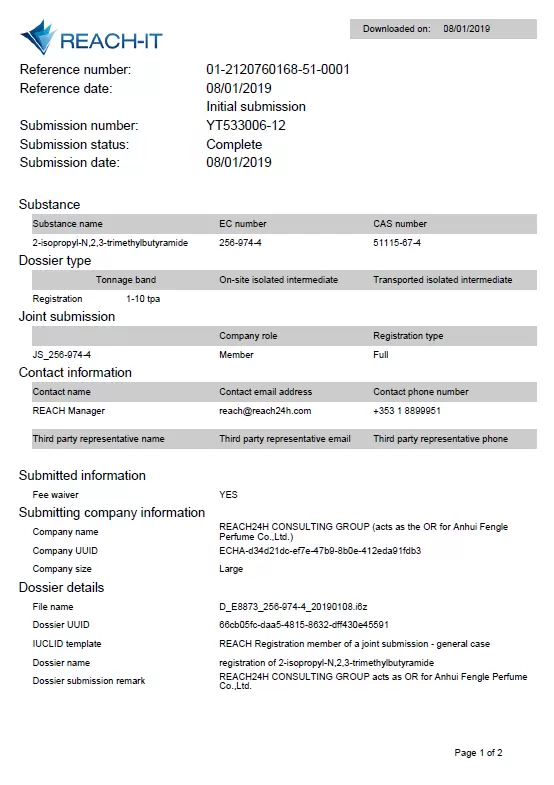 REACH-IT
Downloaded on: 08/01/2019
Reference number: 01-2120760168-51-0001
Reference date: 08/01/2019
Initial submission
Submission number: YT533006-12
Submission status: Complete
Submission date: 08/01/2019
Substance
Substance name EC number CAS number
2-isopropyl-N,2,3-trimethylbutyramide 256-974-4 51115-67-4
Dossier type
Tonnage band On-site isolated intermediate Transported isolated intermediate
Registration 1-10 tpa
Joint submission
Company role Registration type
JS_256-974-4 Member Full
Contact information
Contact name Contact email address Contact phone number
REACH Manager reach@reach24h.com +353 1 8899951
Third party representative name Third party representative email Third party representative phone
Submitted information
Fee waiver YES
Submitting company information
Company name REACH24H CONSULTING GROUP (acts as the OR for Anhui Fengle
Perfume Co.,Ltd.)
Company UUID ECHA-d34d21dc-ef7e-47b9-8b0e-412eda91fdb3
Company size Large
Dossier details
File name D_E8873_256-974-4_20190108.i6z
Dossier UUID 66cb05fc-daa5-4815-8632-dff430e45591
IUCLID template REACH Registration member of a joint submission - general case
Dossier name registration of 2-isopropyl-N,2,3-trimethylbutyramide
Dossier submission remark REACH24H CONSULTING GROUP acts as OR for Anhui Fengle Perfume
Co.,Ltd.
Page 1 of 2